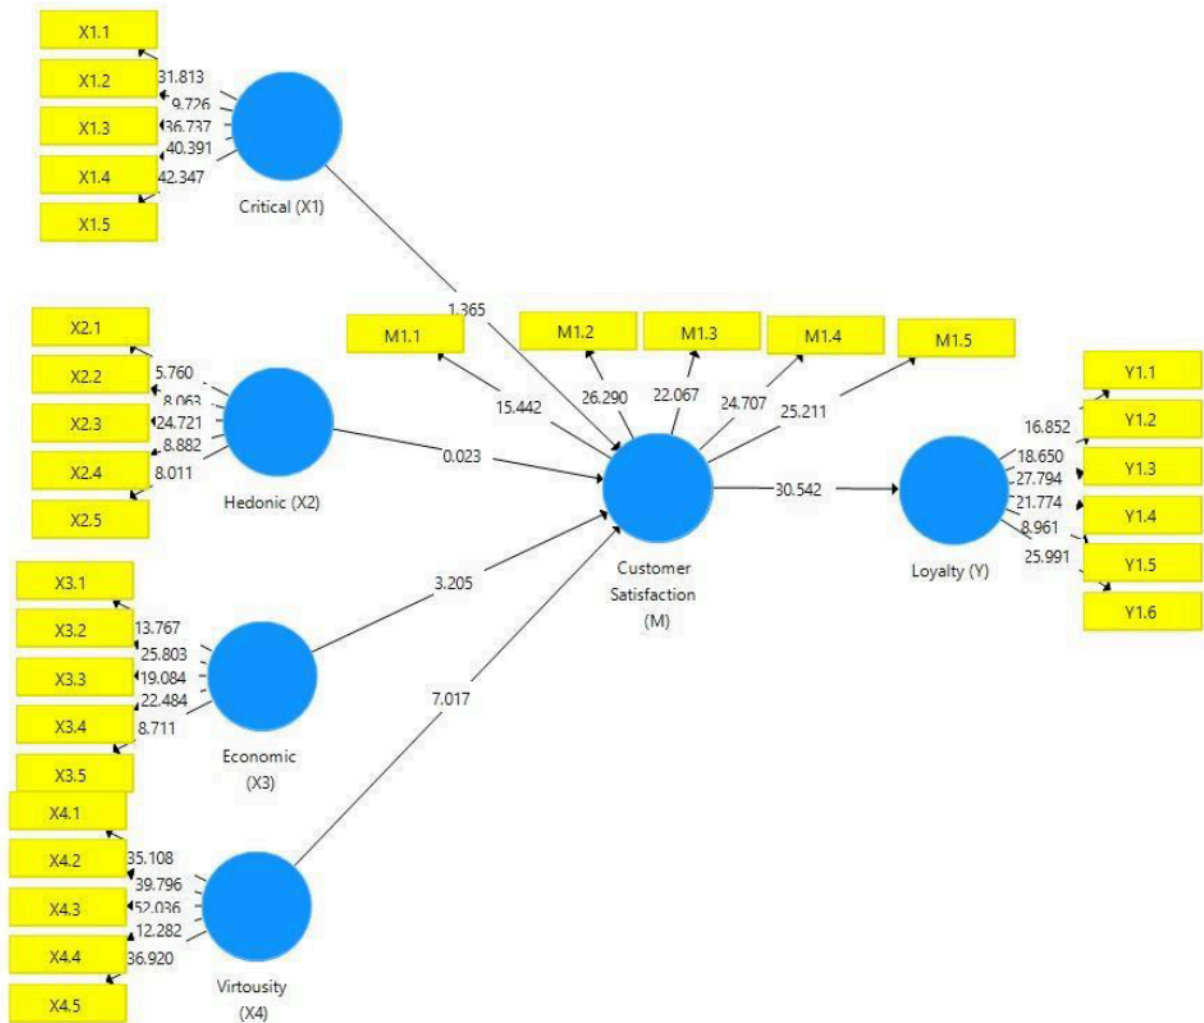 X1.1
X1.2
X1.3
X1.4
X1.5
31.813
9.726
36.737
40.391
42.347
Critical (X1)
1.365
X2.1
X2.2
X2.3
X2.4
X2.5
5.760
8.063
24.721
8.882
8.011
Hedonic (X2)
0.023
M1.1
M1.2
M1.3
M1.4
M1.5
15.442
26.290
22.067
24.707
25.211
Customer
Satisfaction
(M)
30.542
Y1.1
Y1.2
Y1.3
Y1.4
Y1.5
Y1.6
16.852
18.650
27.794
21.774
8.961
25.991
Loyalty (Y)
X3.1
X3.2
X3.3
X3.4
X3.5
13.767
25.803
19.084
22.484
8.711
Economic
(X3)
3.205
X4.1
X4.2
X4.3
X4.4
X4.5
35.108
39.796
52.036
12.282
36.920
Virtousity
(X4)
7.017